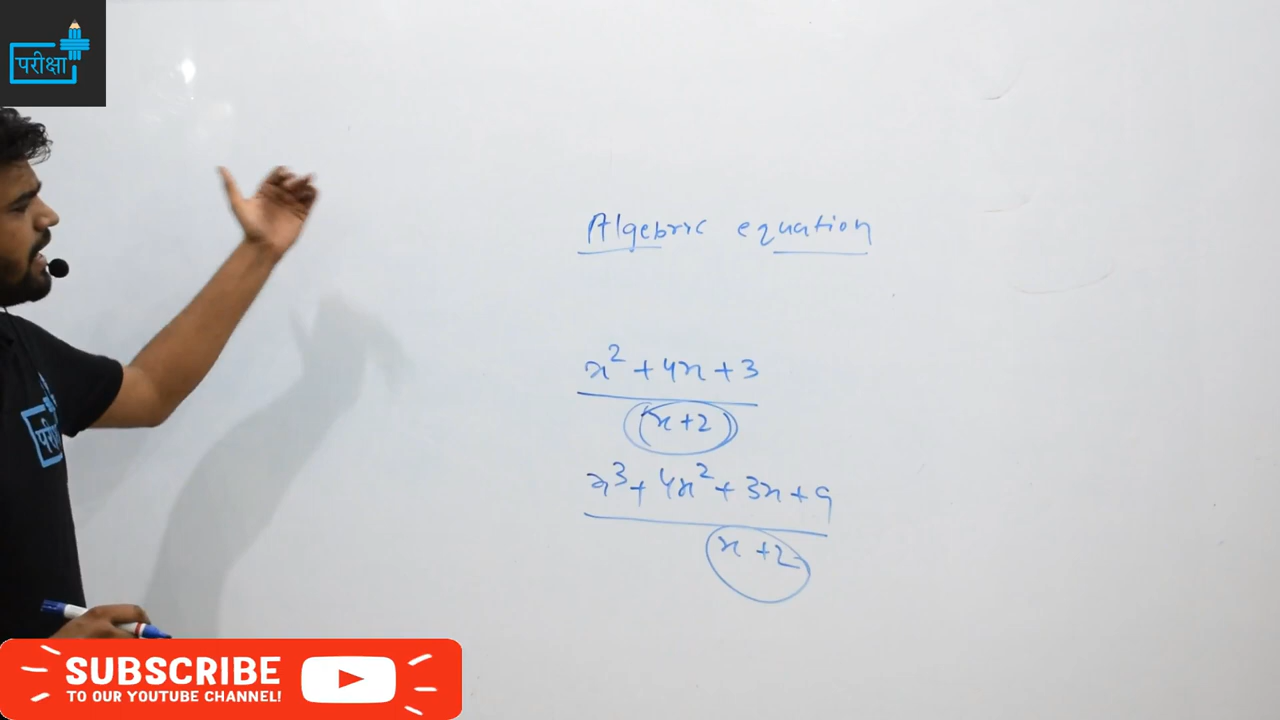 परीक्षा
Algebric equation
x² + 4x + 3
(x + 2)
x³ + 4x² + 3x + 9
x + 2
SUBSCRIBE
TO OUR YOUTUBE CHANNEL!